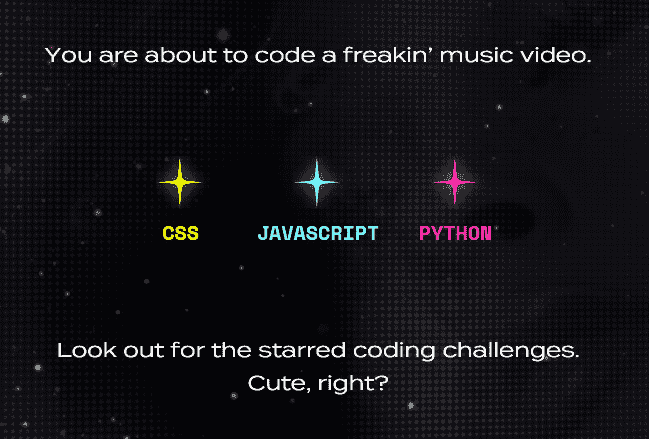 You are about to code a freakin’ music video.
CSS JAVASCRIPT PYTHON
Look out for the starred coding challenges.
Cute, right?